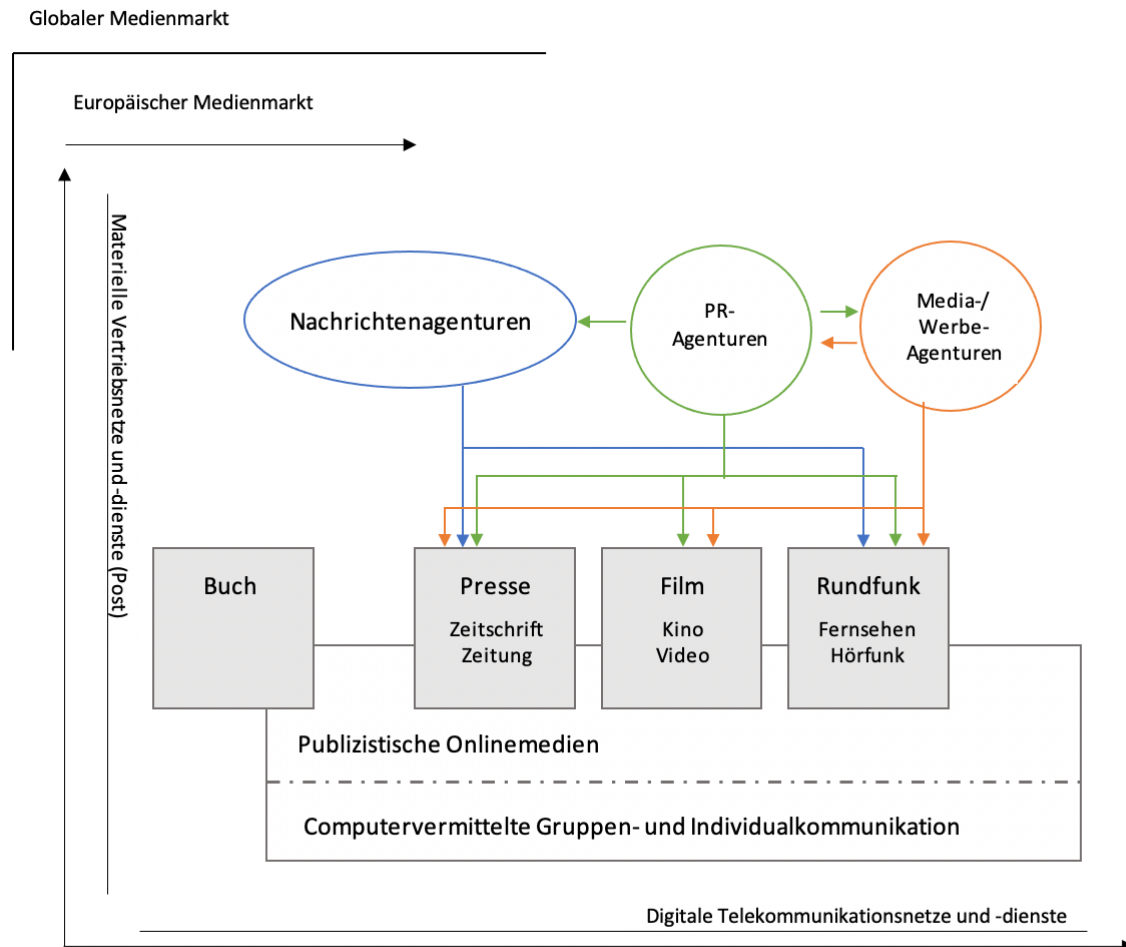 Globaler Medienmarkt
Europäischer Medienmarkt
Materielle Vertriebsnetze und -dienste (Post)
Nachrichtenagenturen
PR-
Agenturen
Media-/
Werbe-
Agenturen
Buch
Presse
Zeitschrift
Zeitung
Film
Kino
Video
Rundfunk
Fernsehen
Hörfunk
Publizistische Onlinemedien
Computervermittelte Gruppen- und Individualkommunikation
Digitale Telekommunikationsnetze und -dienste